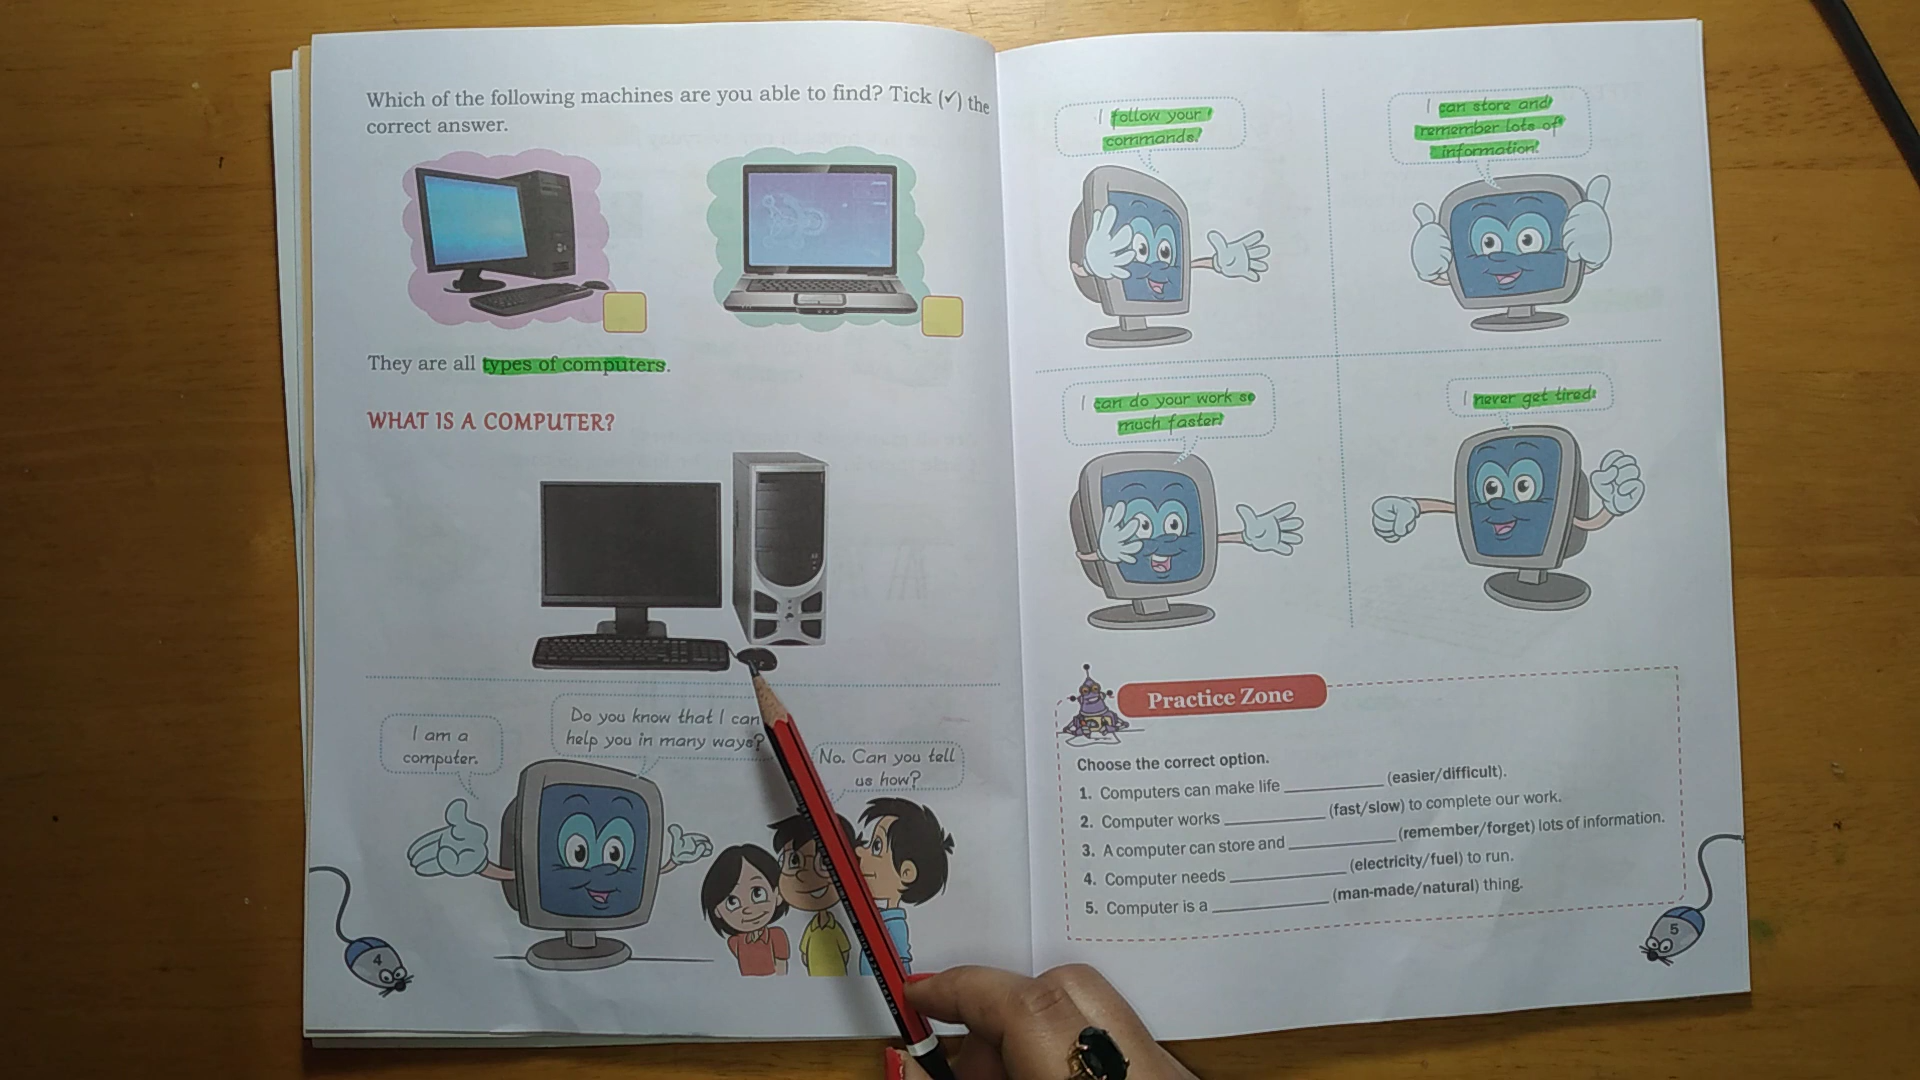 Which of the following machines are you able to find? Tick (✓) the
correct answer.
They are all types of computers.
WHAT IS A COMPUTER?
I am a
computer.
Do you know that I can
help you in many ways?
No. Can you tell
us how?
4
I follow your
commands!
I can store and
remember lots of
information!
I can do your work so
much faster!
I never get tired!
Practice Zone
Choose the correct option.
1. Computers can make life __________ (easier/difficult).
2. Computer works __________ (fast/slow) to complete our work.
3. A computer can store and __________ (remember/forget) lots of information.
4. Computer needs __________ (electricity/fuel) to run.
5. Computer is a __________ (man-made/natural) thing.
5